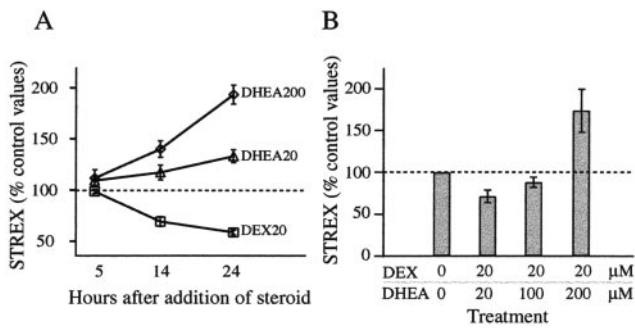 A
STREX (% control values)
200
150
100
50
DHEA200
DHEA20
DEX20
5 14 24
Hours after addition of steroid
B
STREX (% control values)
200
150
100
50
0
DEX 0 20 20 20 μM
DHEA 0 20 100 200 μM
Treatment